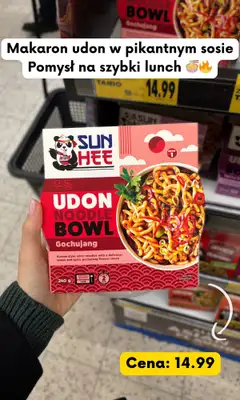 Makaron udon w pikantnym sosie
Pomysł na szybki lunch
14.99
SUN
HEE
UDON
NOODLE
BOWL
Gochujang
240 g
Cena: 14.99